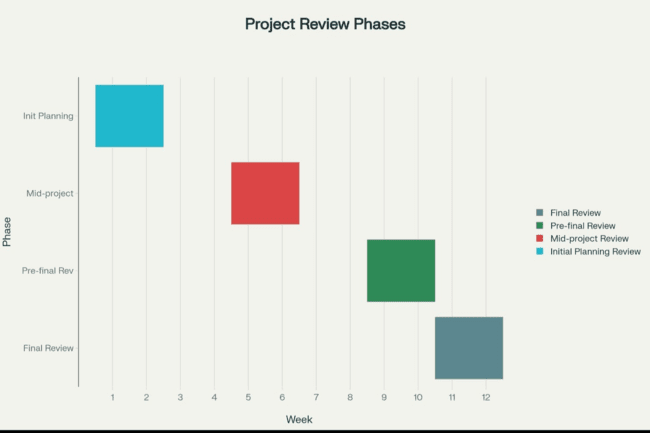 Project Review Phases
Init Planning
Mid-project
Pre-final Rev
Final Review
Phase
1 2 3 4 5 6 7 8 9 10 11 12
Week
Final Review
Pre-final Review
Mid-project Review
Initial Planning Review